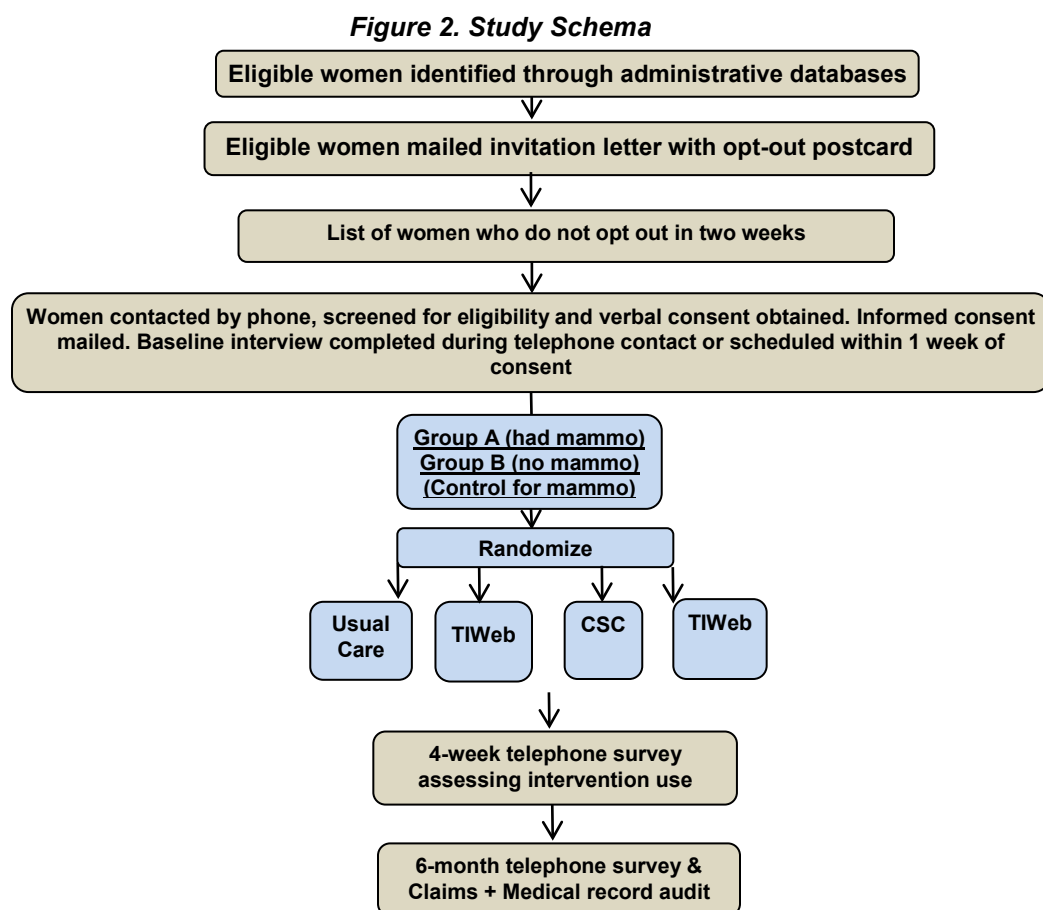 Figure 2. Study Schema
Eligible women identified through administrative databases
Eligible women mailed invitation letter with opt-out postcard
List of women who do not opt out in two weeks
Women contacted by phone, screened for eligibility and verbal consent obtained. Informed consent
mailed. Baseline interview completed during telephone contact or scheduled within 1 week of
consent
Group A (had mammo)
Group B (no mammo)
(Control for mammo)
Randomize
Usual
Care
TIWeb
CSC
TIWeb
4-week telephone survey
assessing intervention use
6-month telephone survey &
Claims + Medical record audit